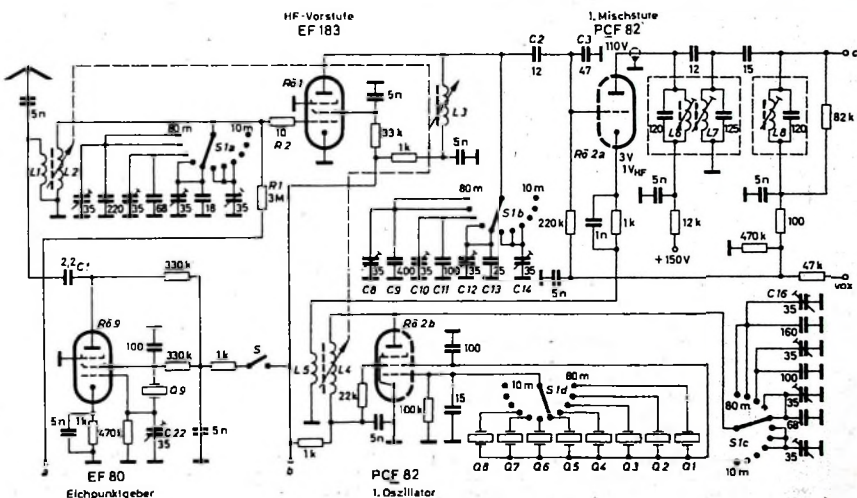 HF-Vorstufe
EF 183
1. Mischstufe
PCF 82
5n
Rö1
5n
L3
C2
12
C3
47
110V
12
15
80 m
S1a
10 m
10
R2
33k
1k
5n
Rö 2a
3V
1V HF
120
L6
L7
125
L8
120
82k
L1
L2
35
220
35
68
35
18
35
R1
3M
80 m
S1b
10 m
220k
1n
1k
5n
12k
+150V
5n
100
470k
2,2
C1
330k
35
400
35
100
35
25
35
C8
C9
C10
C11
C12
C13
C14
5n
47k
vox
Rö 9
100
330k
1k
S
Q9
L5
L4
Rö 2b
100
22k
100k
15
10 m
S1d
80 m
C16
35
160
35
100
35
68
35
80 m
S1c
10 m
5n
1k
470k
C22
35
5n
1k
5n
Q8
Q7
Q6
Q5
Q4
Q3
Q2
Q1
a
EF 80
b
PCF 82
Eichpunktgeber
1. Oszillator